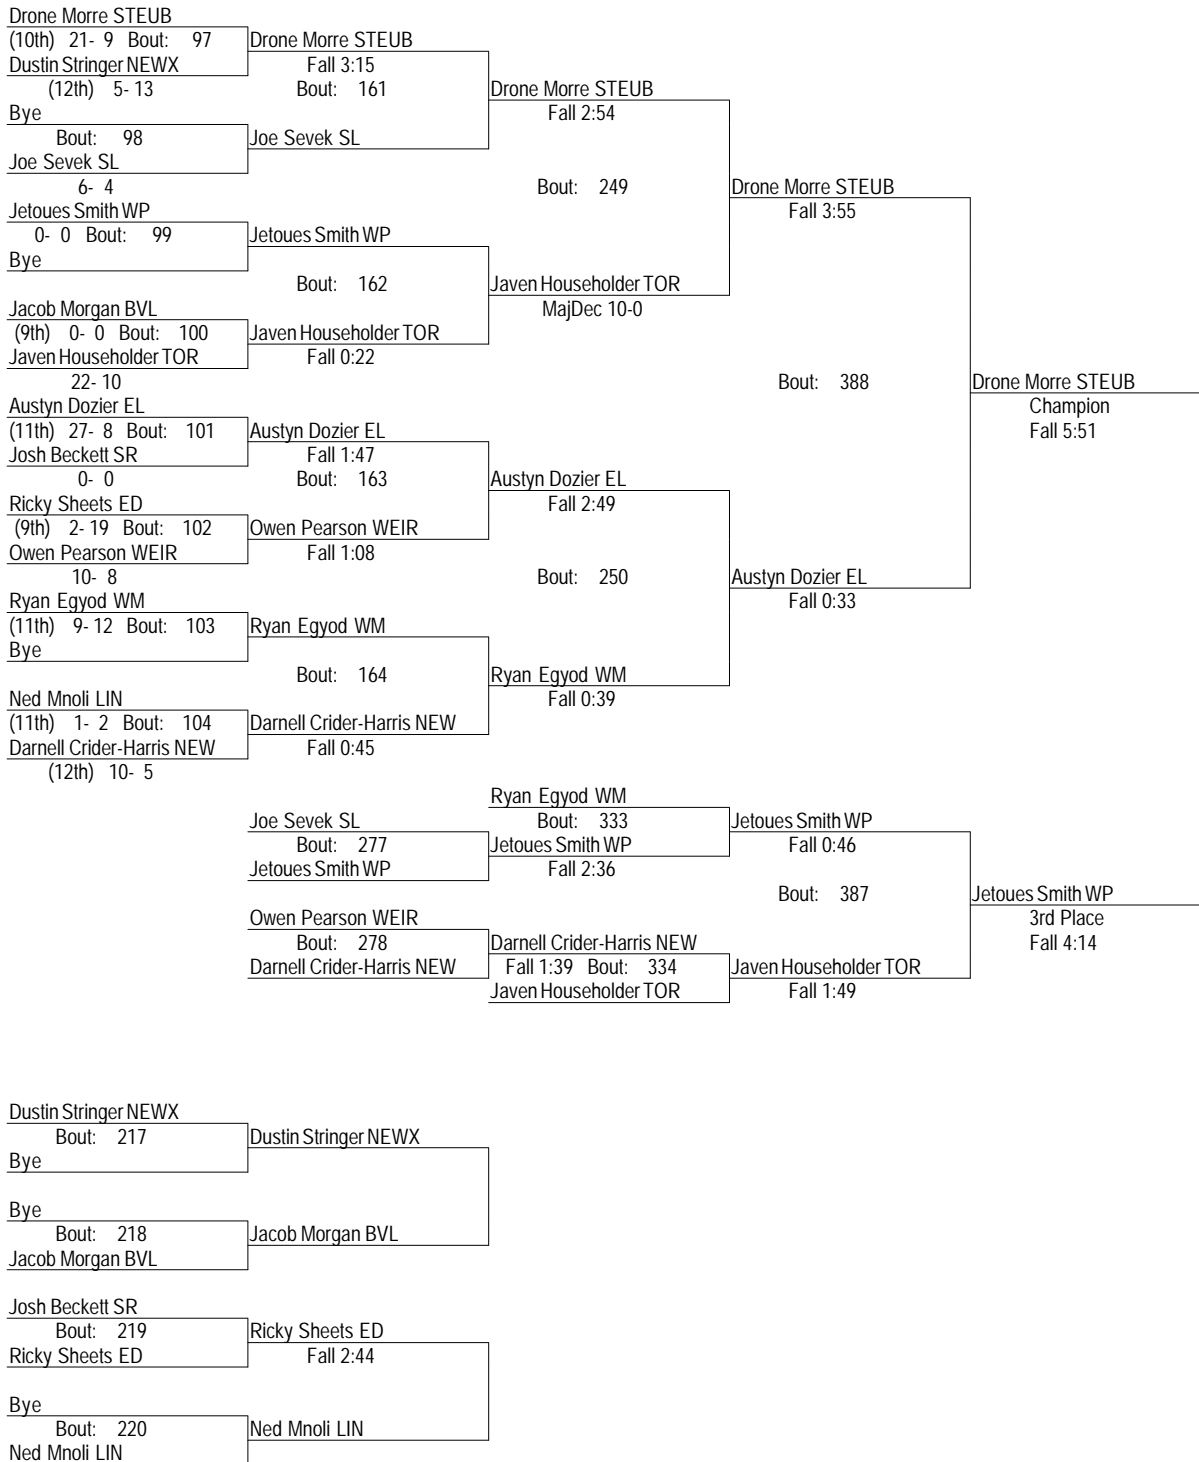 Drone Morre STEUB
(10th) 21- 9 Bout: 97
Drone Morre STEUB
Dustin Stringer NEWX
Fall 3:15
(12th) 5- 13
Bout: 161
Drone Morre STEUB
Bye
Fall 2:54
Bout: 98
Joe Sevek SL
Joe Sevek SL
6- 4
Bout: 249
Drone Morre STEUB
Jetoues Smith WP
Fall 3:55
0- 0 Bout: 99
Jetoues Smith WP
Bye
Bout: 162
Javen Householder TOR
Jacob Morgan BVL
MajDec 10-0
(9th) 0- 0 Bout: 100
Javen Householder TOR
Javen Householder TOR
Fall 0:22
22- 10
Bout: 388
Drone Morre STEUB
Austyn Dozier EL
Champion
(11th) 27- 8 Bout: 101
Austyn Dozier EL
Fall 5:51
Josh Beckett SR
Fall 1:47
0- 0
Bout: 163
Austyn Dozier EL
Ricky Sheets ED
Fall 2:49
(9th) 2- 19 Bout: 102
Owen Pearson WEIR
Owen Pearson WEIR
Fall 1:08
10- 8
Bout: 250
Austyn Dozier EL
Ryan Egyod WM
Fall 0:33
(11th) 9- 12 Bout: 103
Ryan Egyod WM
Bye
Bout: 164
Ryan Egyod WM
Ned Mnoli LIN
Fall 0:39
(11th) 1- 2 Bout: 104
Darnell Crider-Harris NEW
Darnell Crider-Harris NEW
Fall 0:45
(12th) 10- 5
Ryan Egyod WM
Joe Sevek SL
Bout: 333
Jetoues Smith WP
Bout: 277
Jetoues Smith WP
Fall 0:46
Jetoues Smith WP
Fall 2:36
Bout: 387
Jetoues Smith WP
Owen Pearson WEIR
3rd Place
Bout: 278
Darnell Crider-Harris NEW
Fall 4:14
Darnell Crider-Harris NEW
Fall 1:39 Bout: 334
Javen Householder TOR
Javen Householder TOR
Fall 1:49
Dustin Stringer NEWX
Bout: 217
Dustin Stringer NEWX
Bye
Bye
Bout: 218
Jacob Morgan BVL
Jacob Morgan BVL
Josh Beckett SR
Bout: 219
Ricky Sheets ED
Ricky Sheets ED
Fall 2:44
Bye
Bout: 220
Ned Mnoli LIN
Ned Mnoli LIN